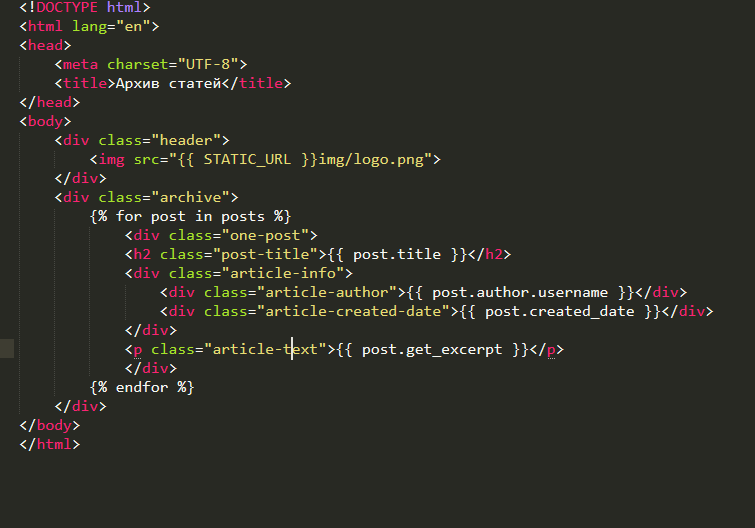 <!DOCTYPE html>
<html lang="en">
<head>
    <meta charset="UTF-8">
    <title>Архив статей</title>
</head>
<body>
    <div class="header">
        <img src="{{ STATIC_URL }}img/logo.png">
    </div>
    <div class="archive">
        {% for post in posts %}
            <div class="one-post">
            <h2 class="post-title">{{ post.title }}</h2>
            <div class="article-info">
                <div class="article-author">{{ post.author.username }}</div>
                <div class="article-created-date">{{ post.created_date }}</div>
            </div>
            <p class="article-text">{{ post.get_excerpt }}</p>
            </div>
        {% endfor %}
    </div>
</body>
</html>